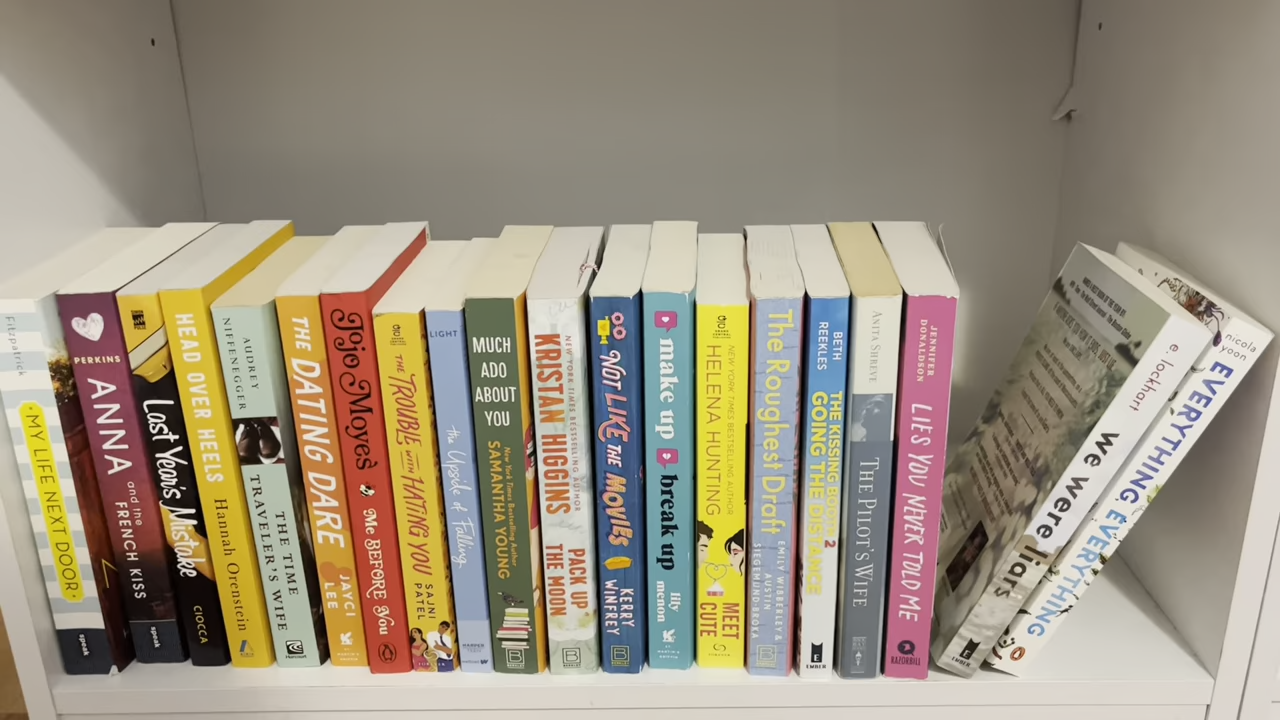 Fitzpatrick
MY LIFE NEXT DOOR
speak
PERKINS
ANNA
and the
FRENCH KISS
speak
Last Year's Mistake
CIOCCA
HEAD OVER HEELS
Hannah Orenstein
AUDREY
NIFFENEGGER
THE TIME
TRAVELER'S WIFE
Harcourt
THE DATING DARE
JAYCI
LEE
Jojo Moyes
Me BEFORE You
THE TROUBLE WITH HATING YOU
SAJNI
PATEL
FOREVER
LIGHT
the Upside of Falling
HARPER
MUCH
ADO
ABOUT
YOU
New York Times Bestselling Author
SAMANTHA YOUNG
NEW YORK TIMES BESTSELLING AUTHOR
KRISTAN HIGGINS
PACK UP
THE MOON
NOT LIKE THE MOVIES
KERRY
WINFREY
make up
break up
lily
menon
NEW YORK TIMES BESTSELLING AUTHOR
HELENA HUNTING
MEET
CUTE
The Roughest Draft
EMILY WIBBERLEY &
AUSTIN
SIEGEMUND-BROKA
BETH
REEKLES
THE KISSING BOOTH 2
GOING THE DISTANCE
EMBER
ANITA SHREVE
THE PILOT'S WIFE
JENNIFER
DONALDSON
LIES YOU NEVER TOLD ME
RAZORBILL
e. lockhart
we were liars
EMBER
nicola
yoon
EVERYTHING, EVERYTHING